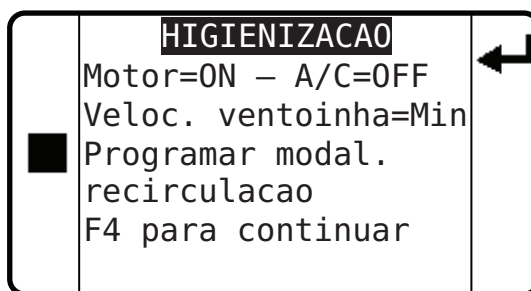 HIGIENIZACAO
Motor=ON – A/C=OFF
Veloc. ventoinha=Min
Programar modal.
recirculacao
F4 para continuar